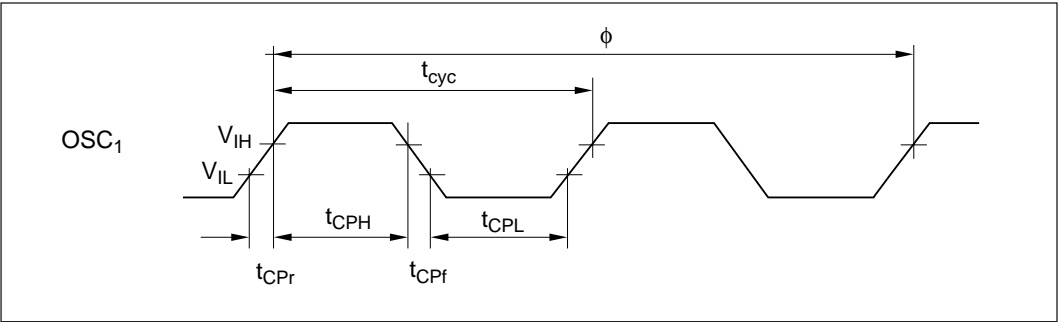 ϕ
tcyc
OSC1
VIH
VIL
tCPH
tCPL
tCPr
tCPf